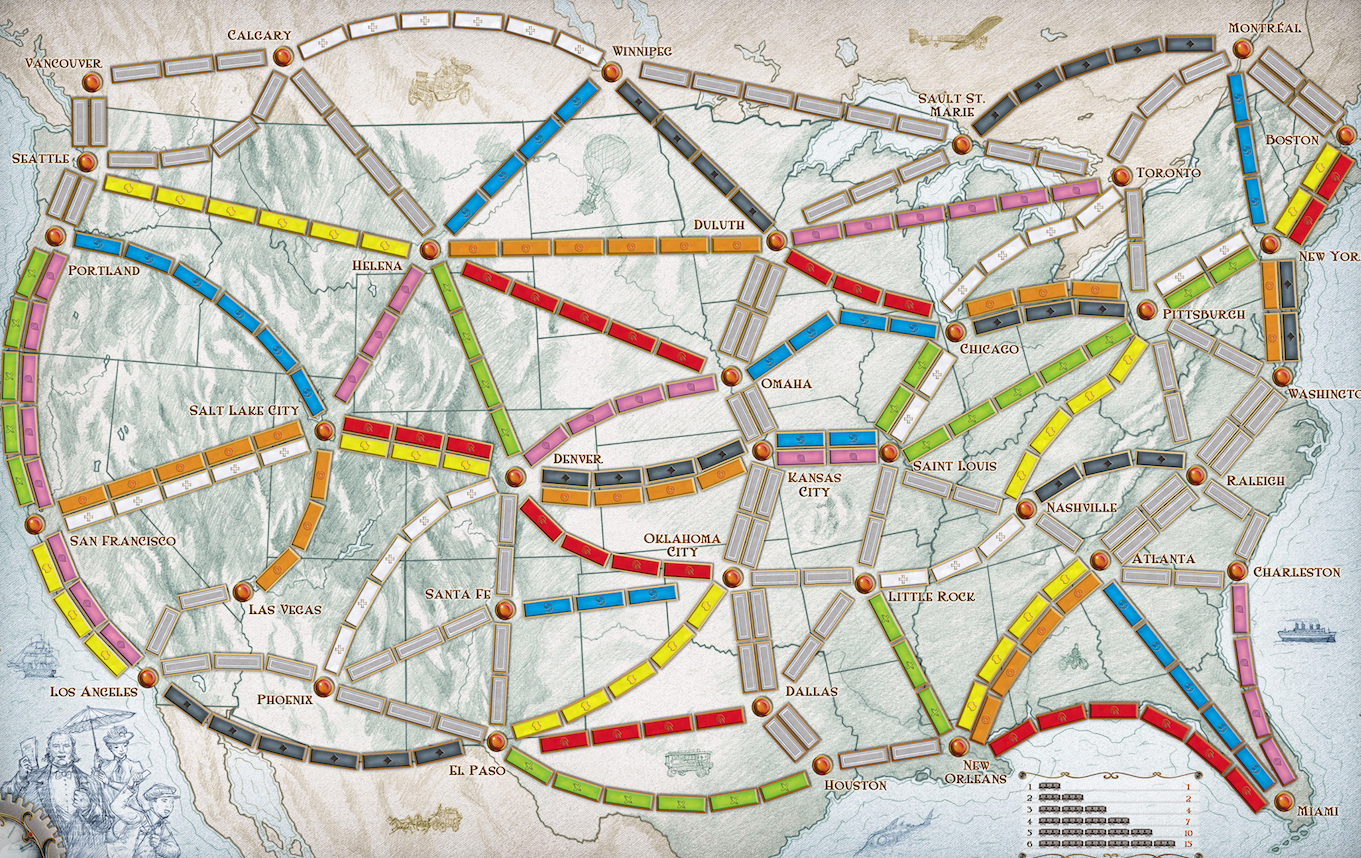 CALGARY
WINNIPEG
MONTRÉAL
VANCOUVER
SAULT ST.
MARIE
BOSTON
SEATTLE
TORONTO
DULUTH
HELENA
PORTLAND
NEW YOR
PITTSBURGH
CHICAGO
OMAHA
WASHINGTO
SALT LAKE CITY
DENVER
KANSAS
CITY
SAINT LOUIS
RALEIGH
NASHVILLE
SAN FRANCISCO
OKLAHOMA
CITY
ATLANTA
CHARLESTON
LAS VEGAS
SANTA FE
LITTLE ROCK
LOS ANGELES
PHOENIX
DALLAS
EL PASO
HOUSTON
NEW
ORLEANS
MIAMI
1 1
2 2
3 4
4 7
5 10
6 15